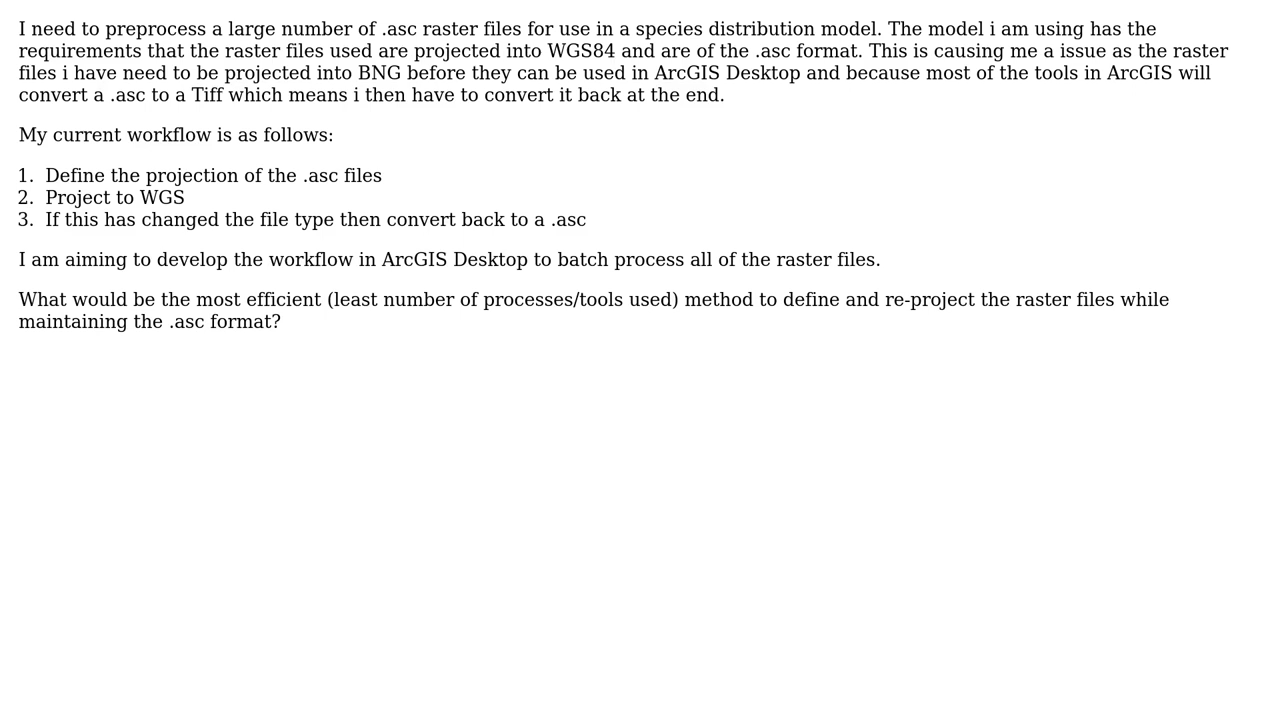 I need to preprocess a large number of .asc raster files for use in a species distribution model. The model i am using has the
requirements that the raster files used are projected into WGS84 and are of the .asc format. This is causing me a issue as the raster
files i have need to be projected into BNG before they can be used in ArcGIS Desktop and because most of the tools in ArcGIS will
convert a .asc to a Tiff which means i then have to convert it back at the end.
My current workflow is as follows:
1. Define the projection of the .asc files
2. Project to WGS
3. If this has changed the file type then convert back to a .asc
I am aiming to develop the workflow in ArcGIS Desktop to batch process all of the raster files.
What would be the most efficient (least number of processes/tools used) method to define and re-project the raster files while
maintaining the .asc format?